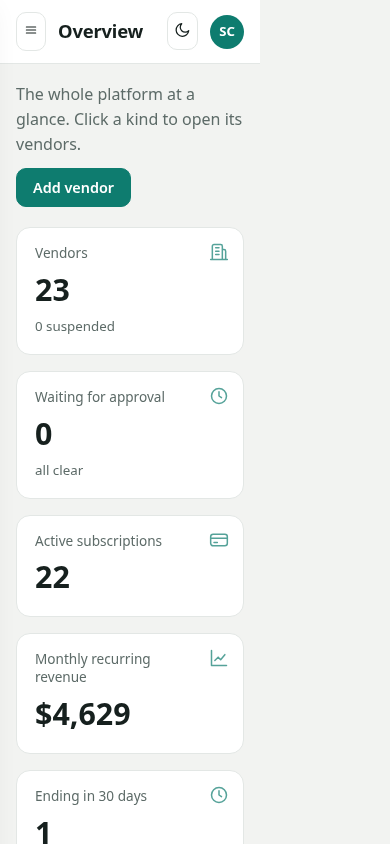 Overview
SC
The whole platform at a
glance. Click a kind to open its
vendors.
Add vendor
Vendors
23
0 suspended
Waiting for approval
0
all clear
Active subscriptions
22
Monthly recurring
revenue
$4,629
Ending in 30 days
1